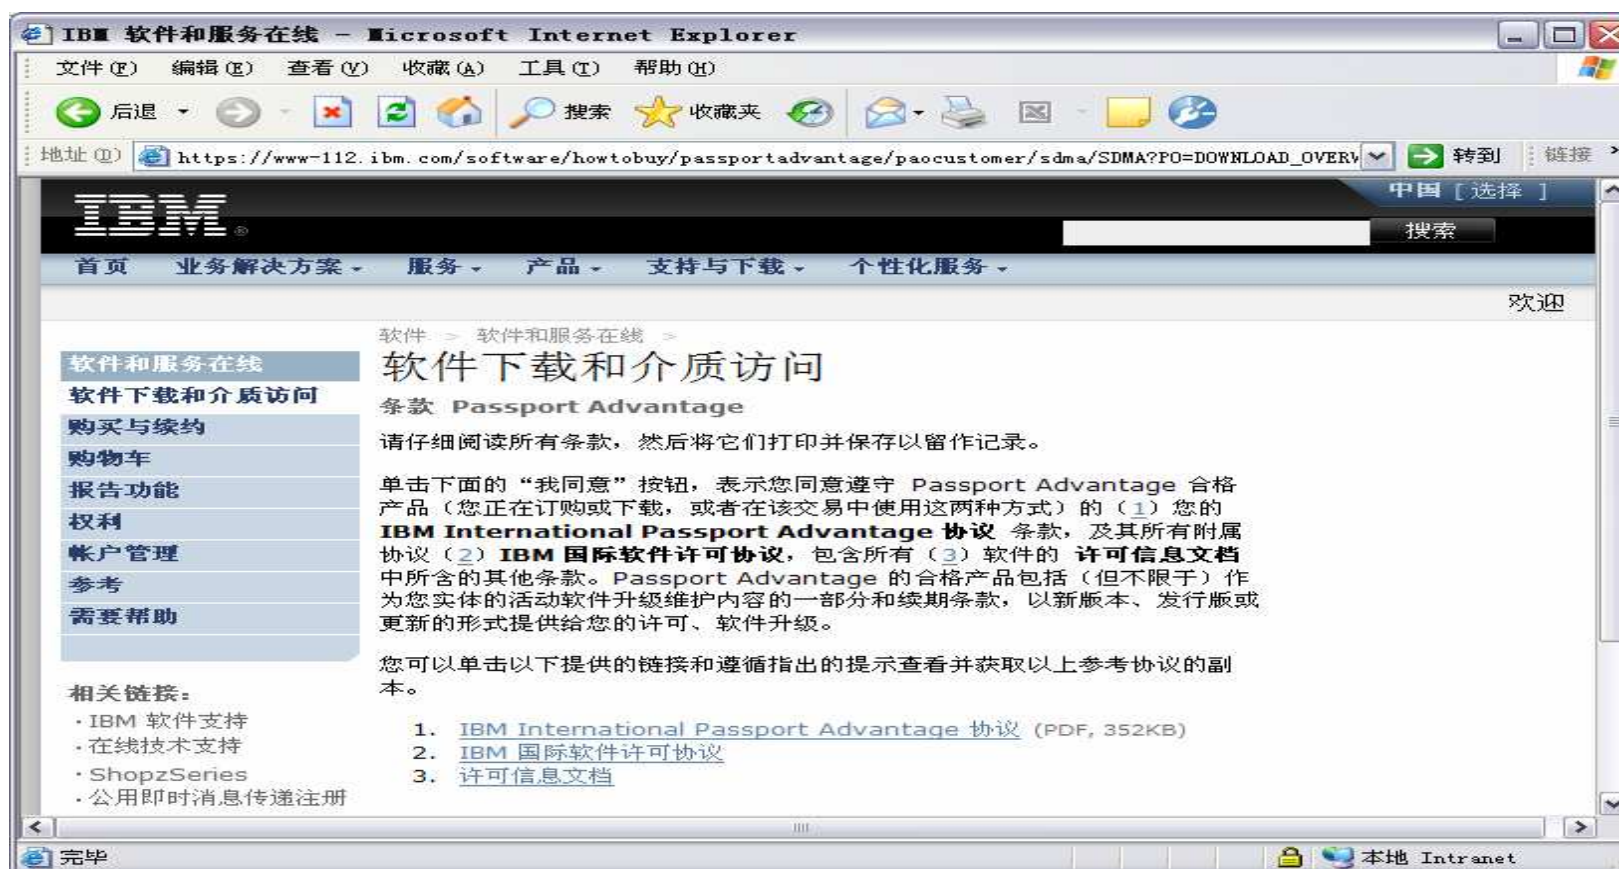 IBM 软件和服务在线 - Microsoft Internet Explorer
文件(F) 编辑(E) 查看(V) 收藏(A) 工具(T) 帮助(H)
后退 搜索 收藏夹
地址(D) https://www-112.ibm.com/software/howtobuy/passportadvantage/paocustomer/sdma/SDMA?PO=DOWNLOAD_OVERV 转到 链接
中国 [ 选择 ]
IBM®
搜索
首页 业务解决方案 服务 产品 支持与下载 个性化服务
欢迎
软件 > 软件和服务在线 >
软件下载和介质访问
条款 Passport Advantage
请仔细阅读所有条款，然后将它们打印并保存以留作记录。
单击下面的“我同意”按钮，表示您同意遵守 Passport Advantage 合格
产品（您正在订购或下载，或者在该交易中使用这两种方式）的（1）您的
IBM International Passport Advantage 协议 条款，及其所有附属
协议（2）IBM 国际软件许可协议，包含所有（3）软件的 许可信息文档
中所含的其他条款。Passport Advantage 的合格产品包括（但不限于）作
为您实体的活动软件升级维护内容的一部分和续期条款，以新版本、发行版或
更新的形式提供给您的许可、软件升级。
您可以单击以下提供的链接和遵循指出的提示查看并获取以上参考协议的副
本。
1. IBM International Passport Advantage 协议 (PDF, 352KB)
2. IBM 国际软件许可协议
3. 许可信息文档
软件和服务在线
软件下载和介质访问
购买与续约
购物车
报告功能
权利
帐户管理
参考
需要帮助
相关链接:
· IBM 软件支持
· 在线技术支持
· ShopzSeries
· 公用即时消息传递注册
完毕
本地 Intranet